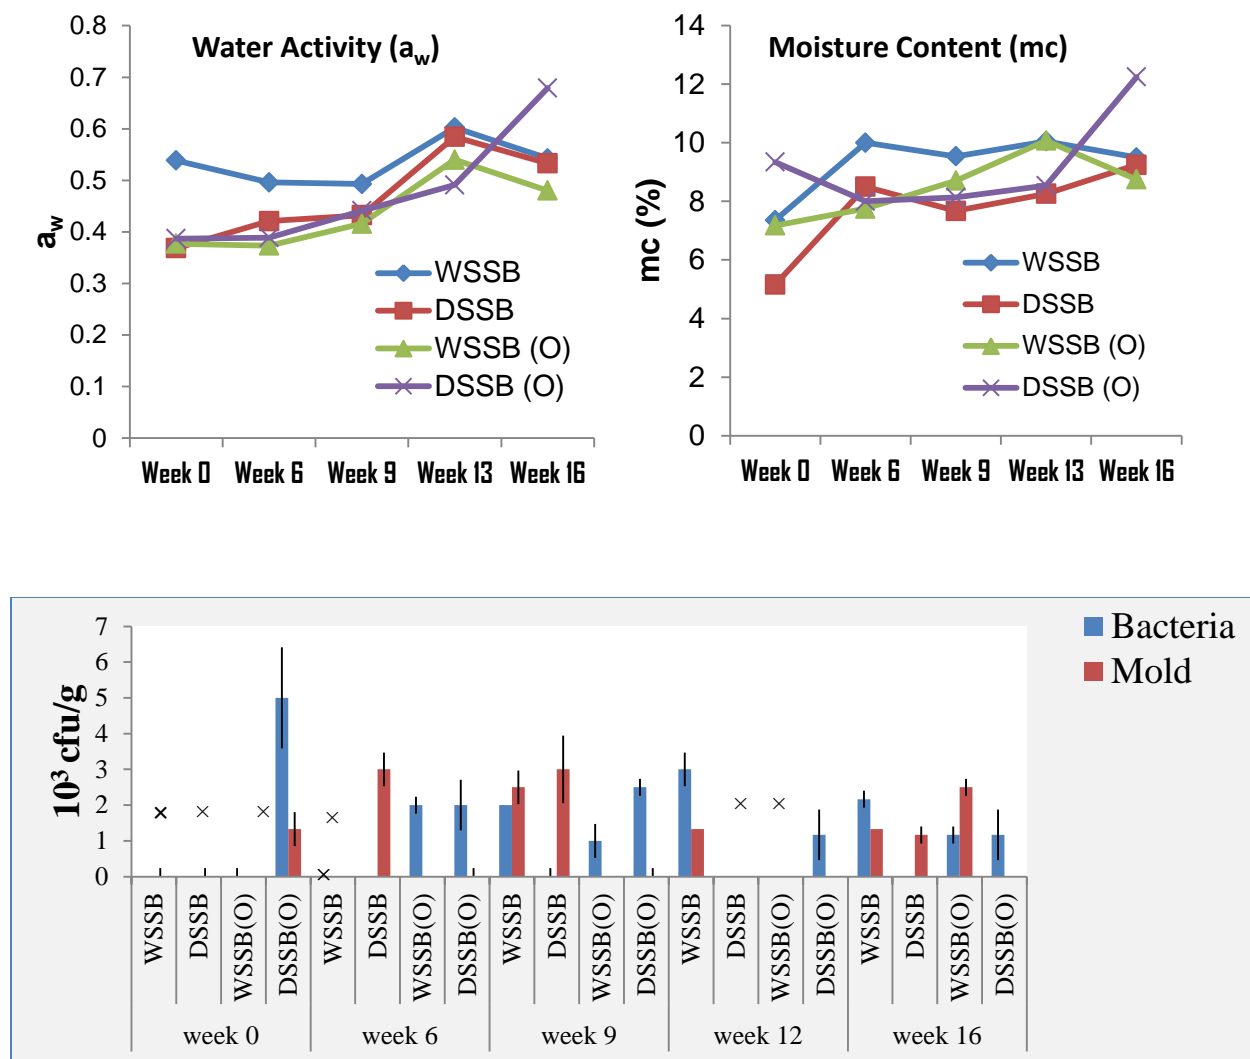 Water Activity (aw)
0.8
0.7
0.6
0.5
0.4
0.3
0.2
0.1
0
aw
WSSB
DSSB
WSSB (O)
DSSB (O)
Week 0 Week 6 Week 9 Week 13 Week 16
Moisture Content (mc)
14
12
10
8
6
4
2
0
mc (%)
WSSB
DSSB
WSSB (O)
DSSB (O)
Week 0 Week 6 Week 9 Week 13 Week 16
Bacteria
Mold
7
6
5
4
3
2
1
0
10³ cfu/g
WSSB DSSB WSSB(O) DSSB(O) WSSB DSSB WSSB(O) DSSB(O) WSSB DSSB WSSB(O) DSSB(O) WSSB DSSB WSSB(O) DSSB(O) WSSB DSSB WSSB(O) DSSB(O)
week 0 week 6 week 9 week 12 week 16